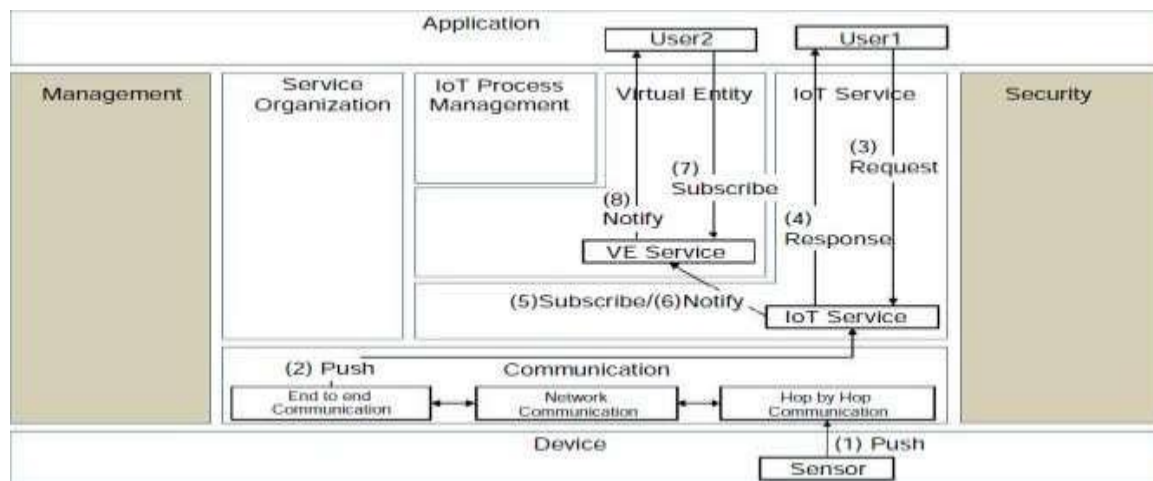 Application
User2
User1
Management
Service
Organization
IoT Process
Management
Virtual Entity
IoT Service
Security
(3)
Request
(7)
Subscribe
(8)
Notify
(4)
Response
VE Service
(5)Subscribe/(6)Notify
IoT Service
(2) Push
Communication
End to end
Communication
Network
Communication
Hop by Hop
Communication
Device
(1) Push
Sensor